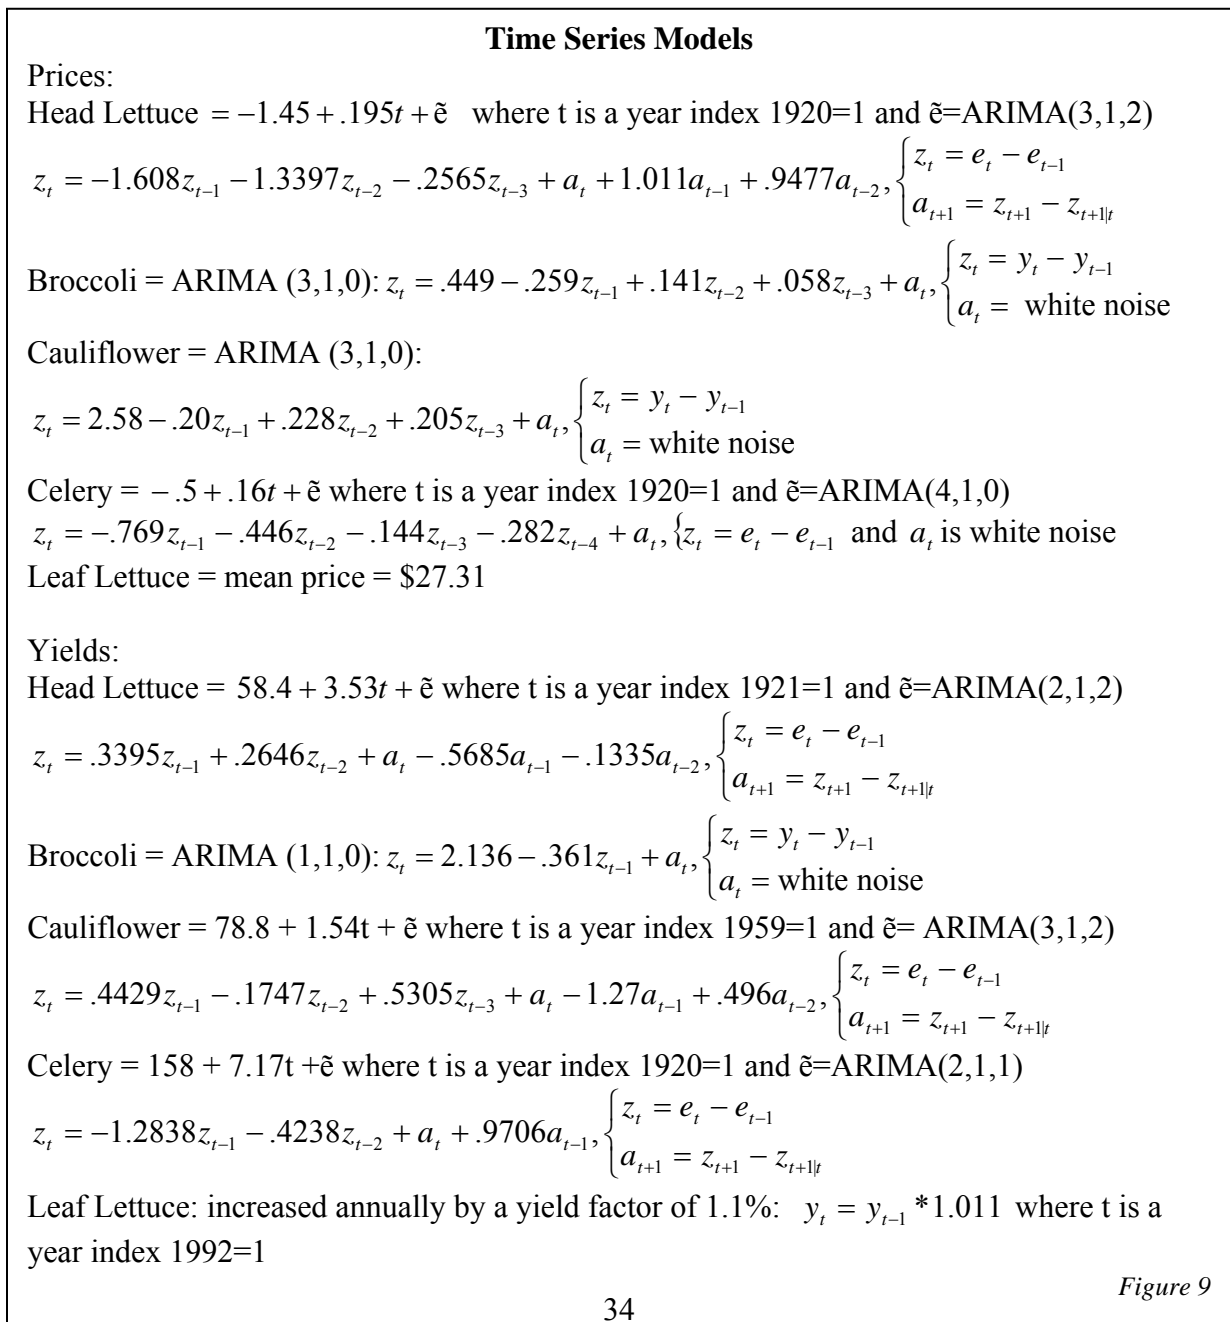 Time Series Models
Prices:
Head Lettuce = −1.45 + .195t + ẽ where t is a year index 1920=1 and ẽ=ARIMA(3,1,2)
z_t = −1.608z_{t−1} − 1.3397z_{t−2} − .2565z_{t−3} + a_t + 1.011a_{t−1} + .9477a_{t−2}, { z_t = e_t − e_{t−1}
a_{t+1} = z_{t+1} − z_{t+1|t}
Broccoli = ARIMA (3,1,0): z_t = .449 − .259z_{t−1} + .141z_{t−2} + .058z_{t−3} + a_t, { z_t = y_t − y_{t−1}
a_t = white noise
Cauliflower = ARIMA (3,1,0):
z_t = 2.58 − .20z_{t−1} + .228z_{t−2} + .205z_{t−3} + a_t, { z_t = y_t − y_{t−1}
a_t = white noise
Celery = − .5 + .16t + ẽ where t is a year index 1920=1 and ẽ=ARIMA(4,1,0)
z_t = −.769z_{t−1} − .446z_{t−2} − .144z_{t−3} − .282z_{t−4} + a_t, {z_t = e_t − e_{t−1} and a_t is white noise
Leaf Lettuce = mean price = $27.31
Yields:
Head Lettuce = 58.4 + 3.53t + ẽ where t is a year index 1921=1 and ẽ=ARIMA(2,1,2)
z_t = .3395z_{t−1} + .2646z_{t−2} + a_t − .5685a_{t−1} − .1335a_{t−2}, { z_t = e_t − e_{t−1}
a_{t+1} = z_{t+1} − z_{t+1|t}
Broccoli = ARIMA (1,1,0): z_t = 2.136 − .361z_{t−1} + a_t, { z_t = y_t − y_{t−1}
a_t = white noise
Cauliflower = 78.8 + 1.54t + ẽ where t is a year index 1959=1 and ẽ= ARIMA(3,1,2)
z_t = .4429z_{t−1} − .1747z_{t−2} + .5305z_{t−3} + a_t − 1.27a_{t−1} + .496a_{t−2}, { z_t = e_t − e_{t−1}
a_{t+1} = z_{t+1} − z_{t+1|t}
Celery = 158 + 7.17t +ẽ where t is a year index 1920=1 and ẽ=ARIMA(2,1,1)
z_t = −1.2838z_{t−1} − .4238z_{t−2} + a_t + .9706a_{t−1}, { z_t = e_t − e_{t−1}
a_{t+1} = z_{t+1} − z_{t+1|t}
Leaf Lettuce: increased annually by a yield factor of 1.1%: y_t = y_{t−1} *1.011 where t is a
year index 1992=1
Figure 9
34